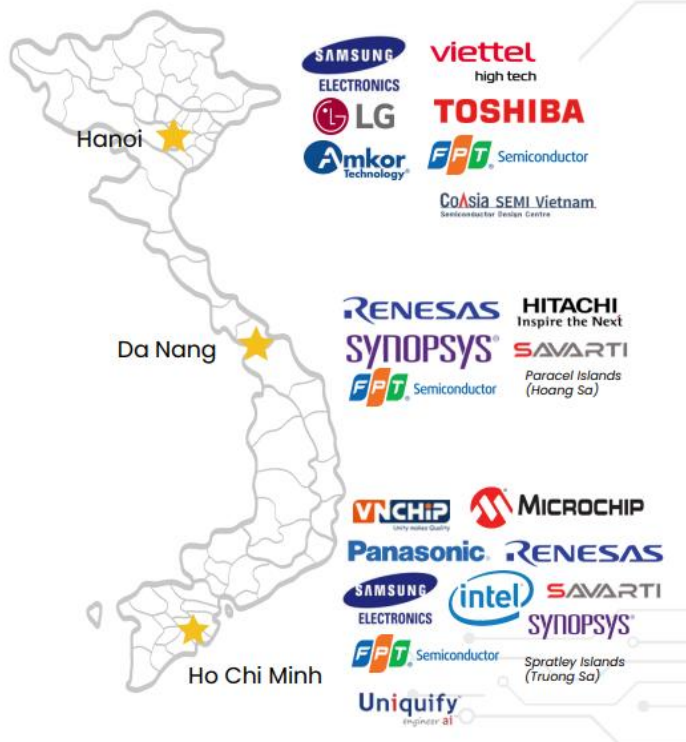 SAMSUNG
ELECTRONICS
viettel
high tech
LG
TOSHIBA
Hanoi
Amkor
Technology®
FPT. Semiconductor
CoAsia SEMI Vietnam
Semiconductor Design Centre
RENESAS
HITACHI
Inspire the Next
Da Nang
SYNOPSYS®
SAVARTI
FPT. Semiconductor
Paracel Islands
(Hoang Sa)
VNCHIP
Unity makes Quality
MICROCHIP
Panasonic
RENESAS
SAMSUNG
ELECTRONICS
intel
SAVARTI
SYNOPSYS®
FPT. Semiconductor
Spratley Islands
(Truong Sa)
Ho Chi Minh
Uniquify
engineer ai